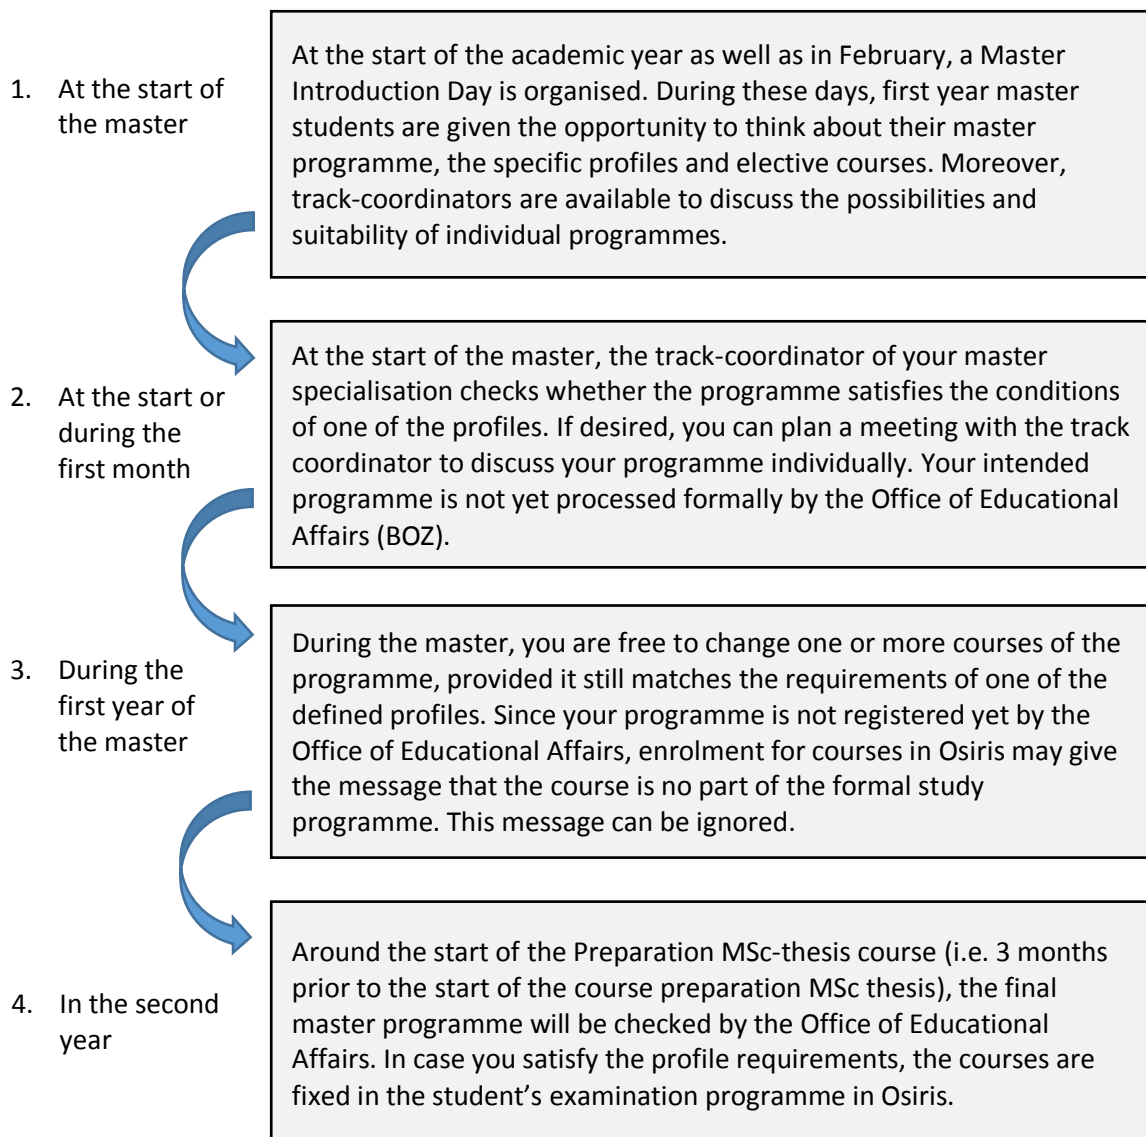 1. At the start of
the master
At the start of the academic year as well as in February, a Master
Introduction Day is organised. During these days, first year master
students are given the opportunity to think about their master
programme, the specific profiles and elective courses. Moreover,
track-coordinators are available to discuss the possibilities and
suitability of individual programmes.
2. At the start or
during the
first month
At the start of the master, the track-coordinator of your master
specialisation checks whether the programme satisfies the conditions
of one of the profiles. If desired, you can plan a meeting with the track
coordinator to discuss your programme individually. Your intended
programme is not yet processed formally by the Office of Educational
Affairs (BOZ).
3. During the
first year of
the master
During the master, you are free to change one or more courses of the
programme, provided it still matches the requirements of one of the
defined profiles. Since your programme is not registered yet by the
Office of Educational Affairs, enrolment for courses in Osiris may give
the message that the course is no part of the formal study
programme. This message can be ignored.
4. In the second
year
Around the start of the Preparation MSc-thesis course (i.e. 3 months
prior to the start of the course preparation MSc thesis), the final
master programme will be checked by the Office of Educational
Affairs. In case you satisfy the profile requirements, the courses are
fixed in the student’s examination programme in Osiris.